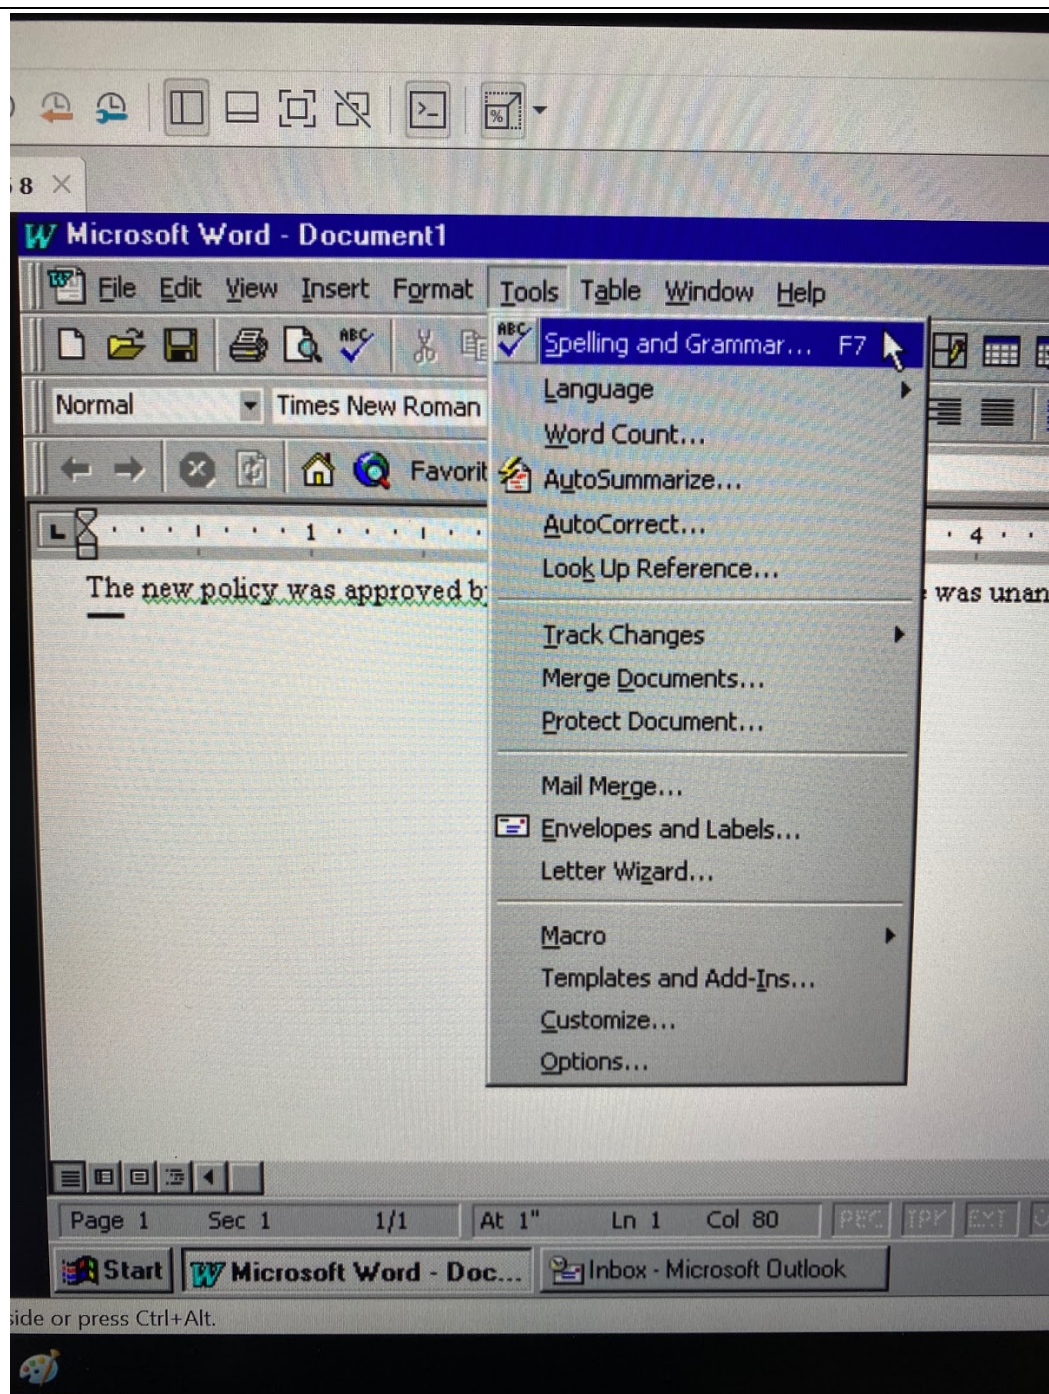 %
8
Microsoft Word - Document1
File Edit View Insert Format Tools Table Window Help
ABC
ABC Spelling and Grammar... F7
Normal Times New Roman
Language
Word Count...
Favorit
AutoSummarize...
AutoCorrect...
1 4
Look Up Reference...
The new policy was approved by was unan
Track Changes
Merge Documents...
Protect Document...
Mail Merge...
Envelopes and Labels...
Letter Wizard...
Macro
Templates and Add-Ins...
Customize...
Options...
Page 1 Sec 1 1/1 At 1" Ln 1 Col 80 REC TRK EXT
Start Microsoft Word - Doc... Inbox - Microsoft Outlook
side or press Ctrl+Alt.